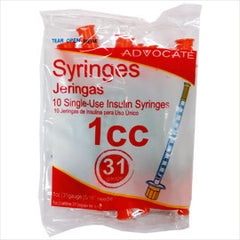 TEAR OPEN HERE
ADVOCATE
Syringes
Jeringas
10 Single-Use Insulin Syringes
10 Jeringas de Insulina para Uso Único
1cc
31